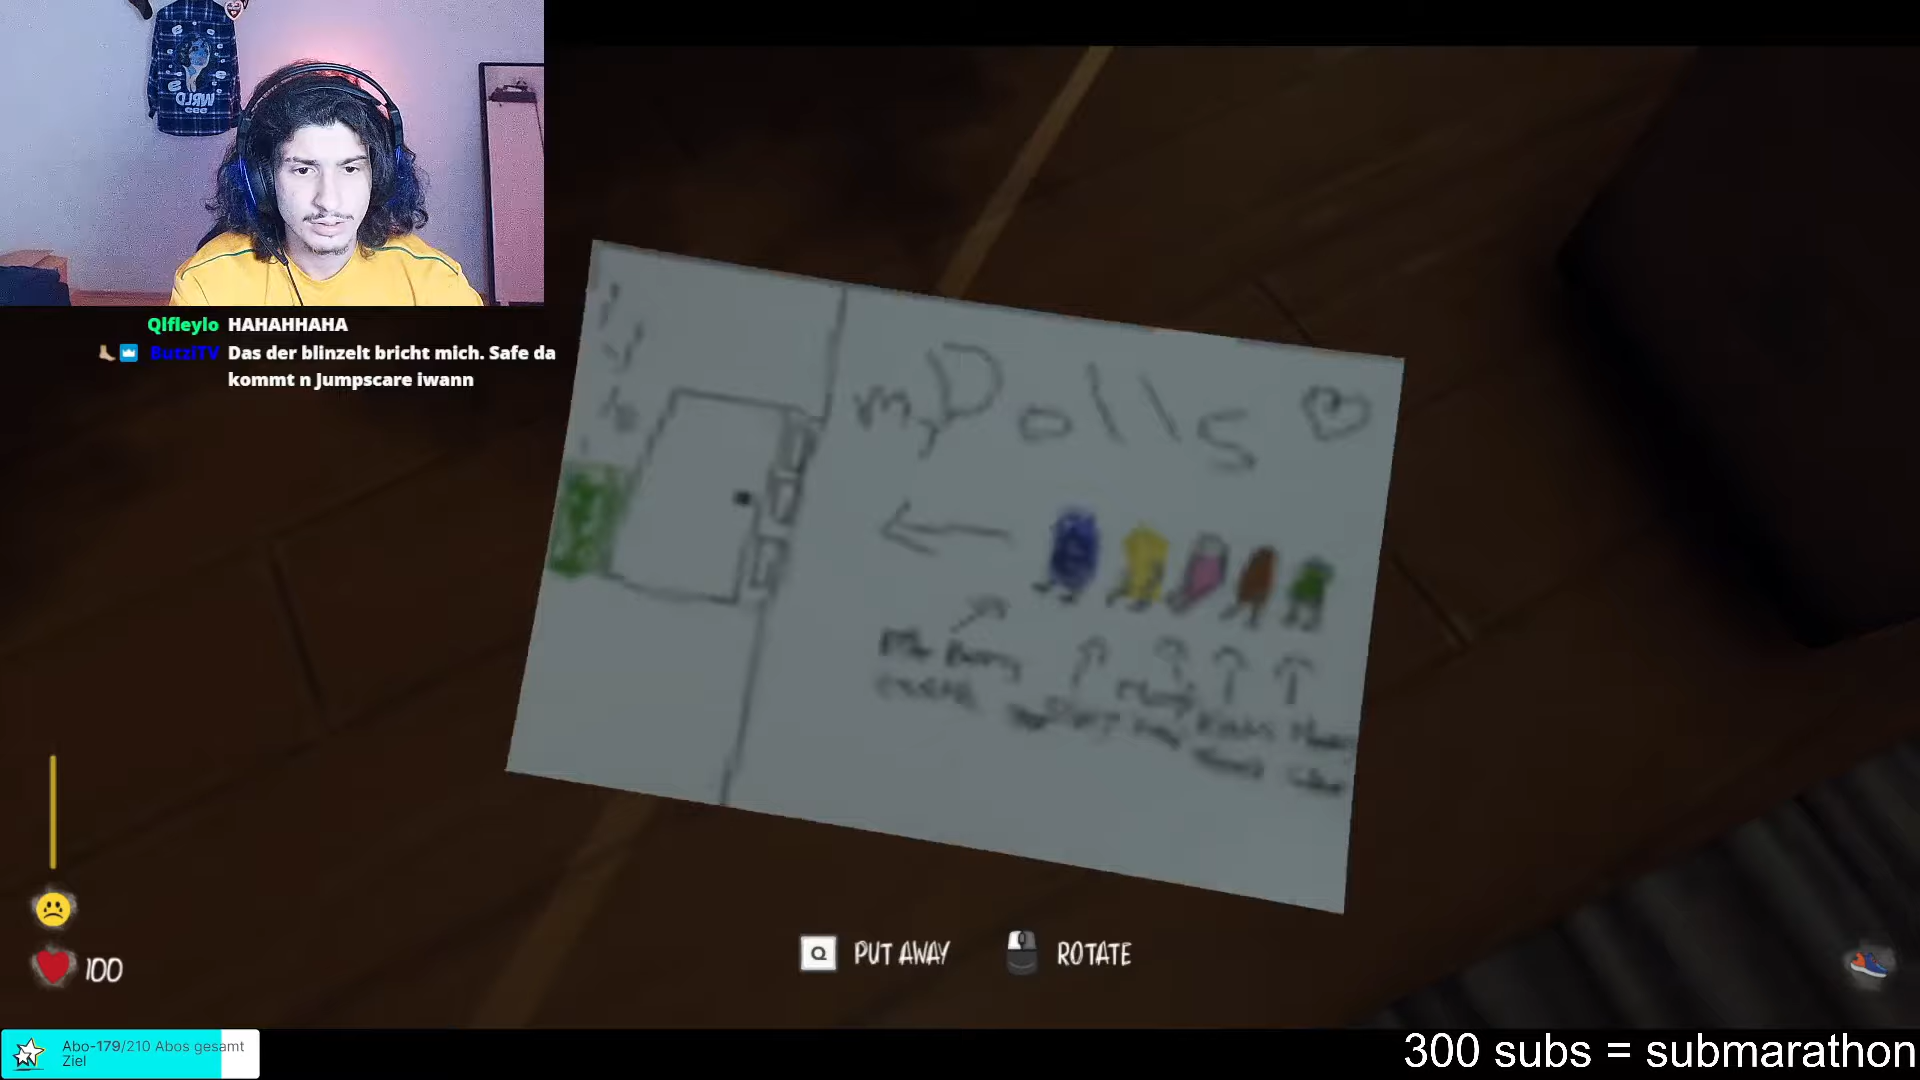 Qlfleylo HAHAHHAHA
ButziTV Das der blinzelt bricht mich. Safe da
kommt n Jumpscare iwann
my Dolls
Q PUT AWAY ROTATE
100
Abo-179/210 Abos gesamt
Ziel
300 subs = submarathon